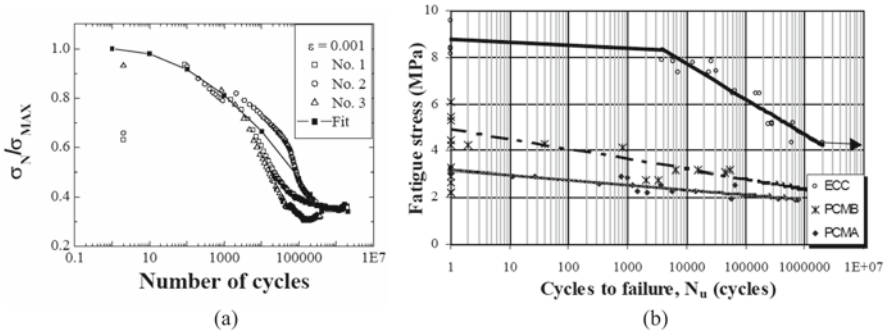 (a)
1.0
0.8
0.6
0.4
0.2
σN/σMAX
0.1
10
1000
100000
1E7
Number of cycles
ε = 0.001
No. 1
No. 2
No. 3
Fit
(b)
10
8
6
4
2
0
Fatigue stress (MPa)
1
10
100
1000
10000
100000
1000000
1E+07
Cycles to failure, Nu (cycles)
ECC
PCMB
PCMA
(a)
(b)